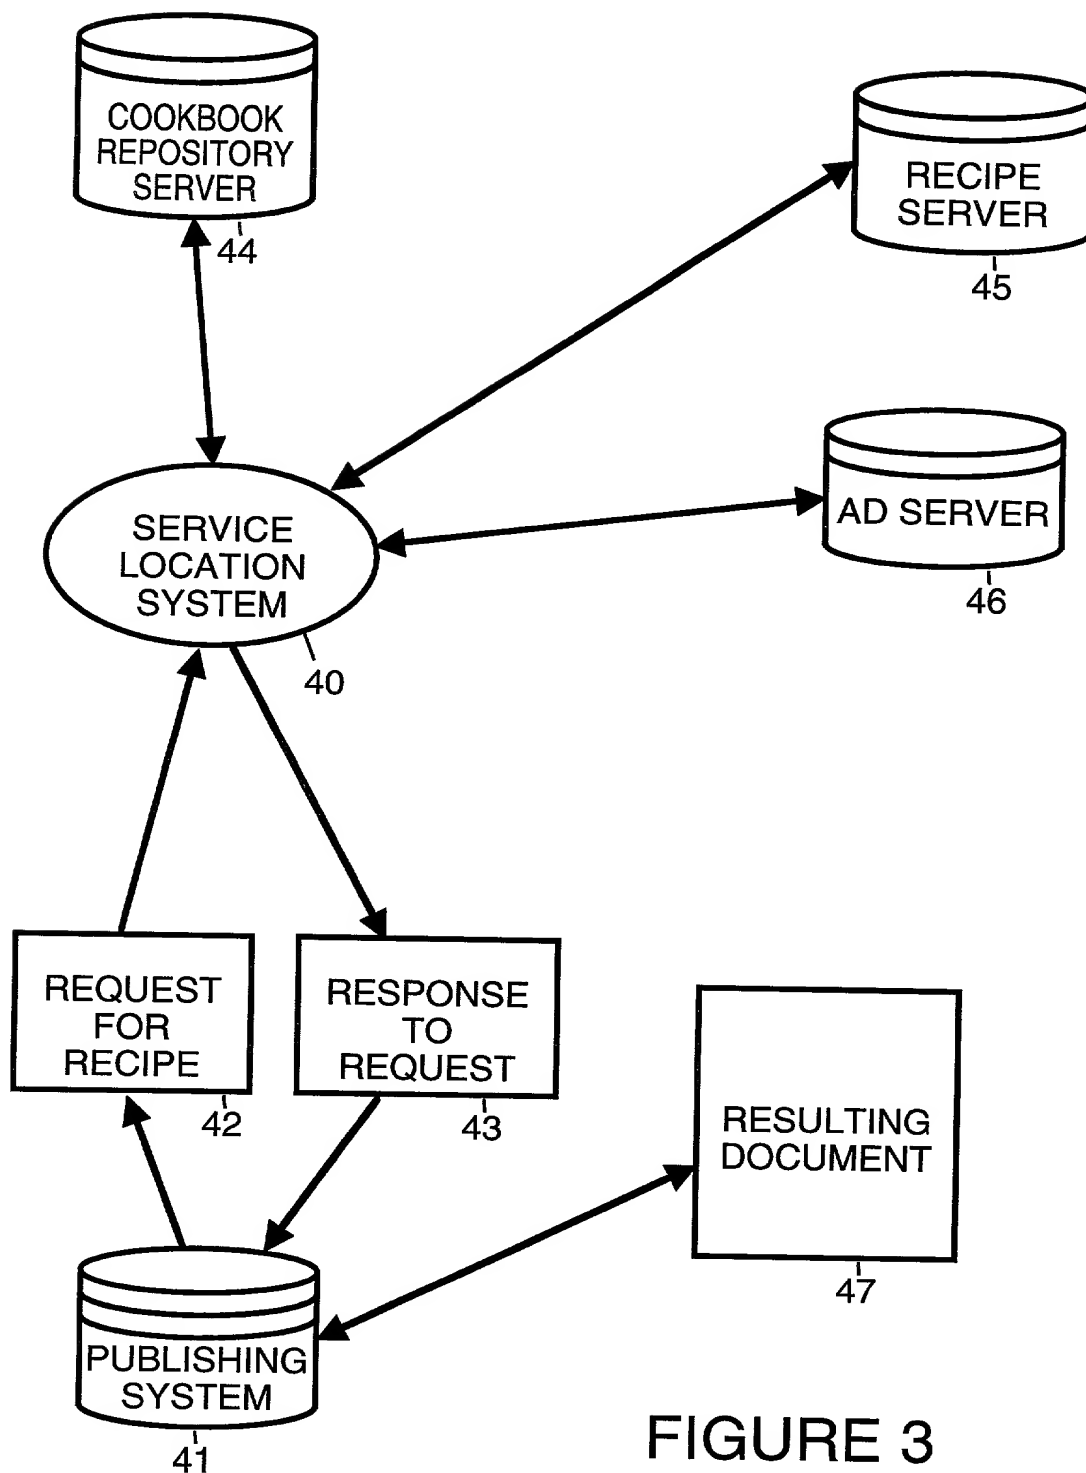 COOKBOOK
REPOSITORY
SERVER
44
RECIPE
SERVER
45
AD SERVER
46
SERVICE
LOCATION
SYSTEM
40
REQUEST
FOR
RECIPE
42
RESPONSE
TO
REQUEST
43
RESULTING
DOCUMENT
47
PUBLISHING
SYSTEM
41
FIGURE 3